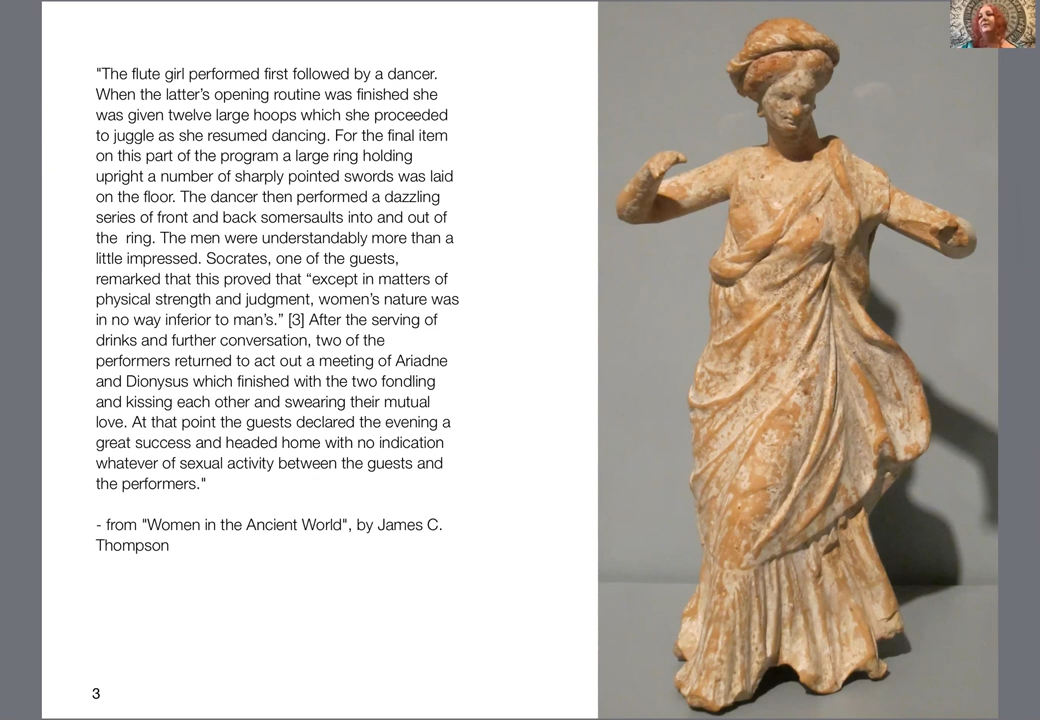 "The flute girl performed first followed by a dancer.
When the latter's opening routine was finished she
was given twelve large hoops which she proceeded
to juggle as she resumed dancing. For the final item
on this part of the program a large ring holding
upright a number of sharply pointed swords was laid
on the floor. The dancer then performed a dazzling
series of front and back somersaults into and out of
the  ring. The men were understandably more than a
little impressed. Socrates, one of the guests,
remarked that this proved that “except in matters of
physical strength and judgment, women's nature was
in no way inferior to man's.” [3] After the serving of
drinks and further conversation, two of the
performers returned to act out a meeting of Ariadne
and Dionysus which finished with the two fondling
and kissing each other and swearing their mutual
love. At that point the guests declared the evening a
great success and headed home with no indication
whatever of sexual activity between the guests and
the performers."
- from "Women in the Ancient World", by James C.
Thompson
3